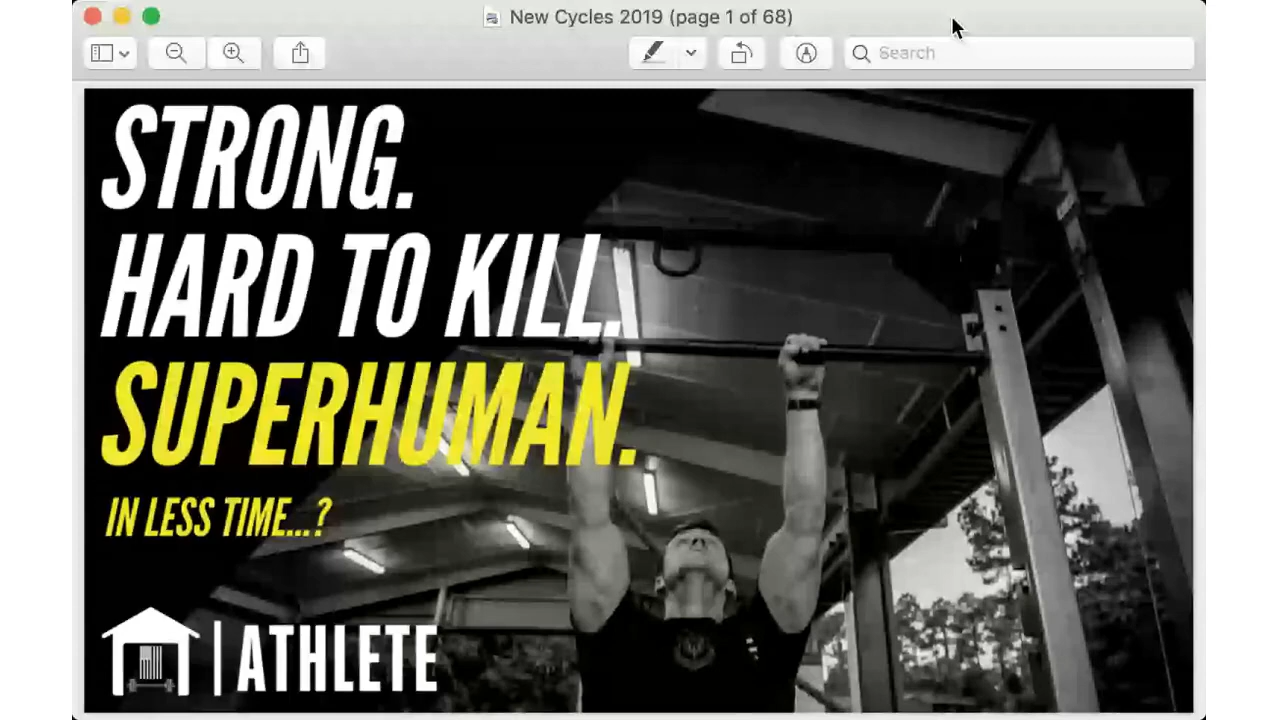 New Cycles 2019 (page 1 of 68)
Search
STRONG.
HARD TO KILL.
SUPERHUMAN.
IN LESS TIME...?
ATHLETE